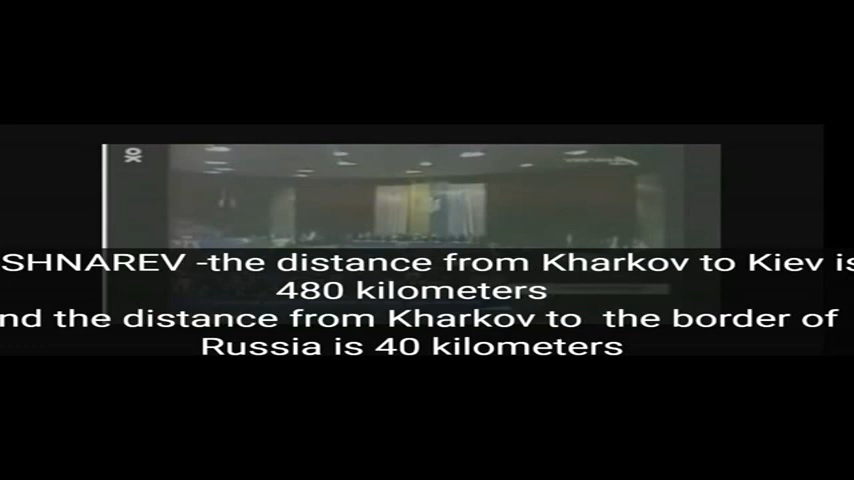 SHNAREV -the distance from Kharkov to Kiev is
480 kilometers
nd the distance from Kharkov to the border of
Russia is 40 kilometers